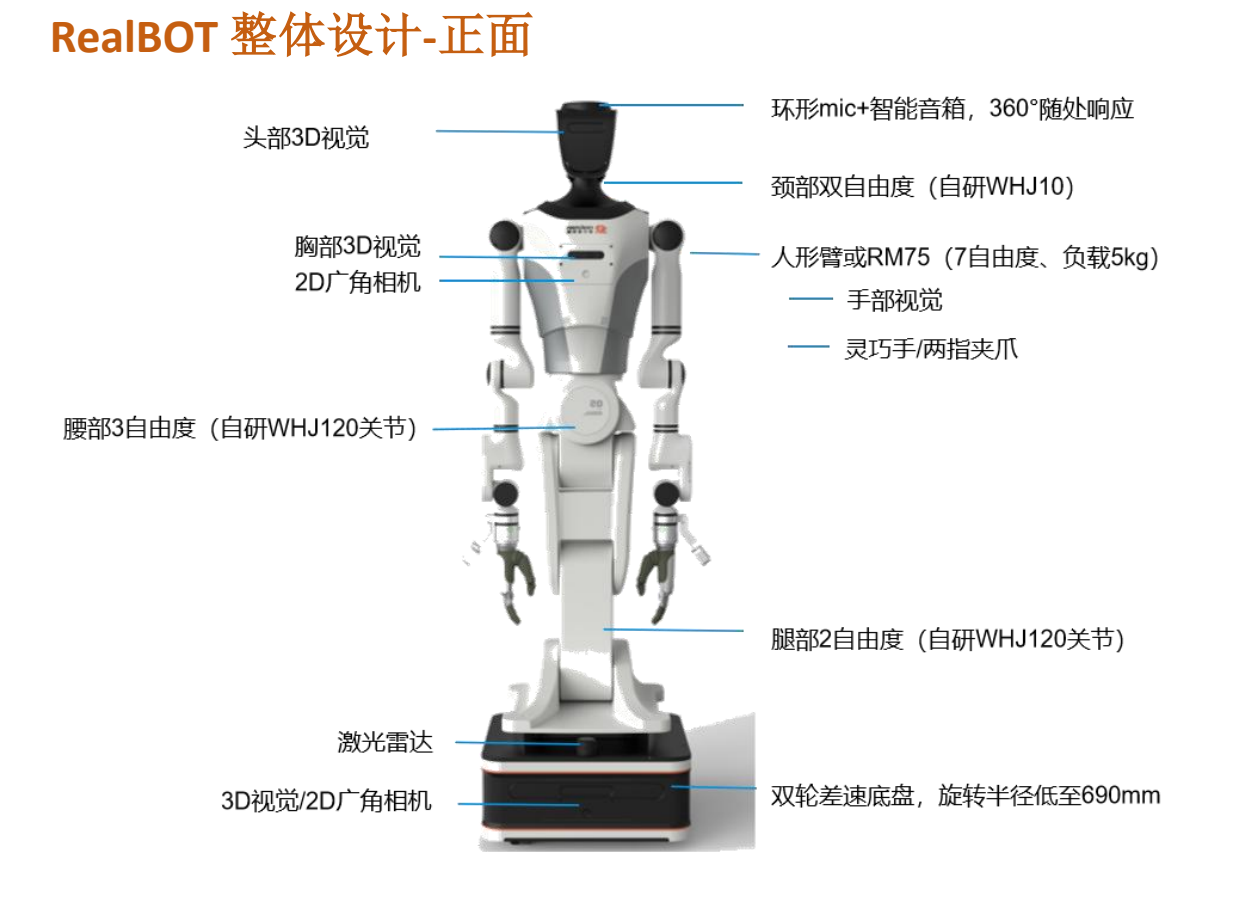 RealBOT 整体设计-正面
环形mic+智能音箱，360°随处响应
头部3D视觉
颈部双自由度（自研WHJ10）
胸部3D视觉
2D广角相机
人形臂或RM75（7自由度、负载5kg）
手部视觉
灵巧手/两指夹爪
腰部3自由度（自研WHJ120关节）
腿部2自由度（自研WHJ120关节）
激光雷达
3D视觉/2D广角相机
双轮差速底盘，旋转半径低至690mm